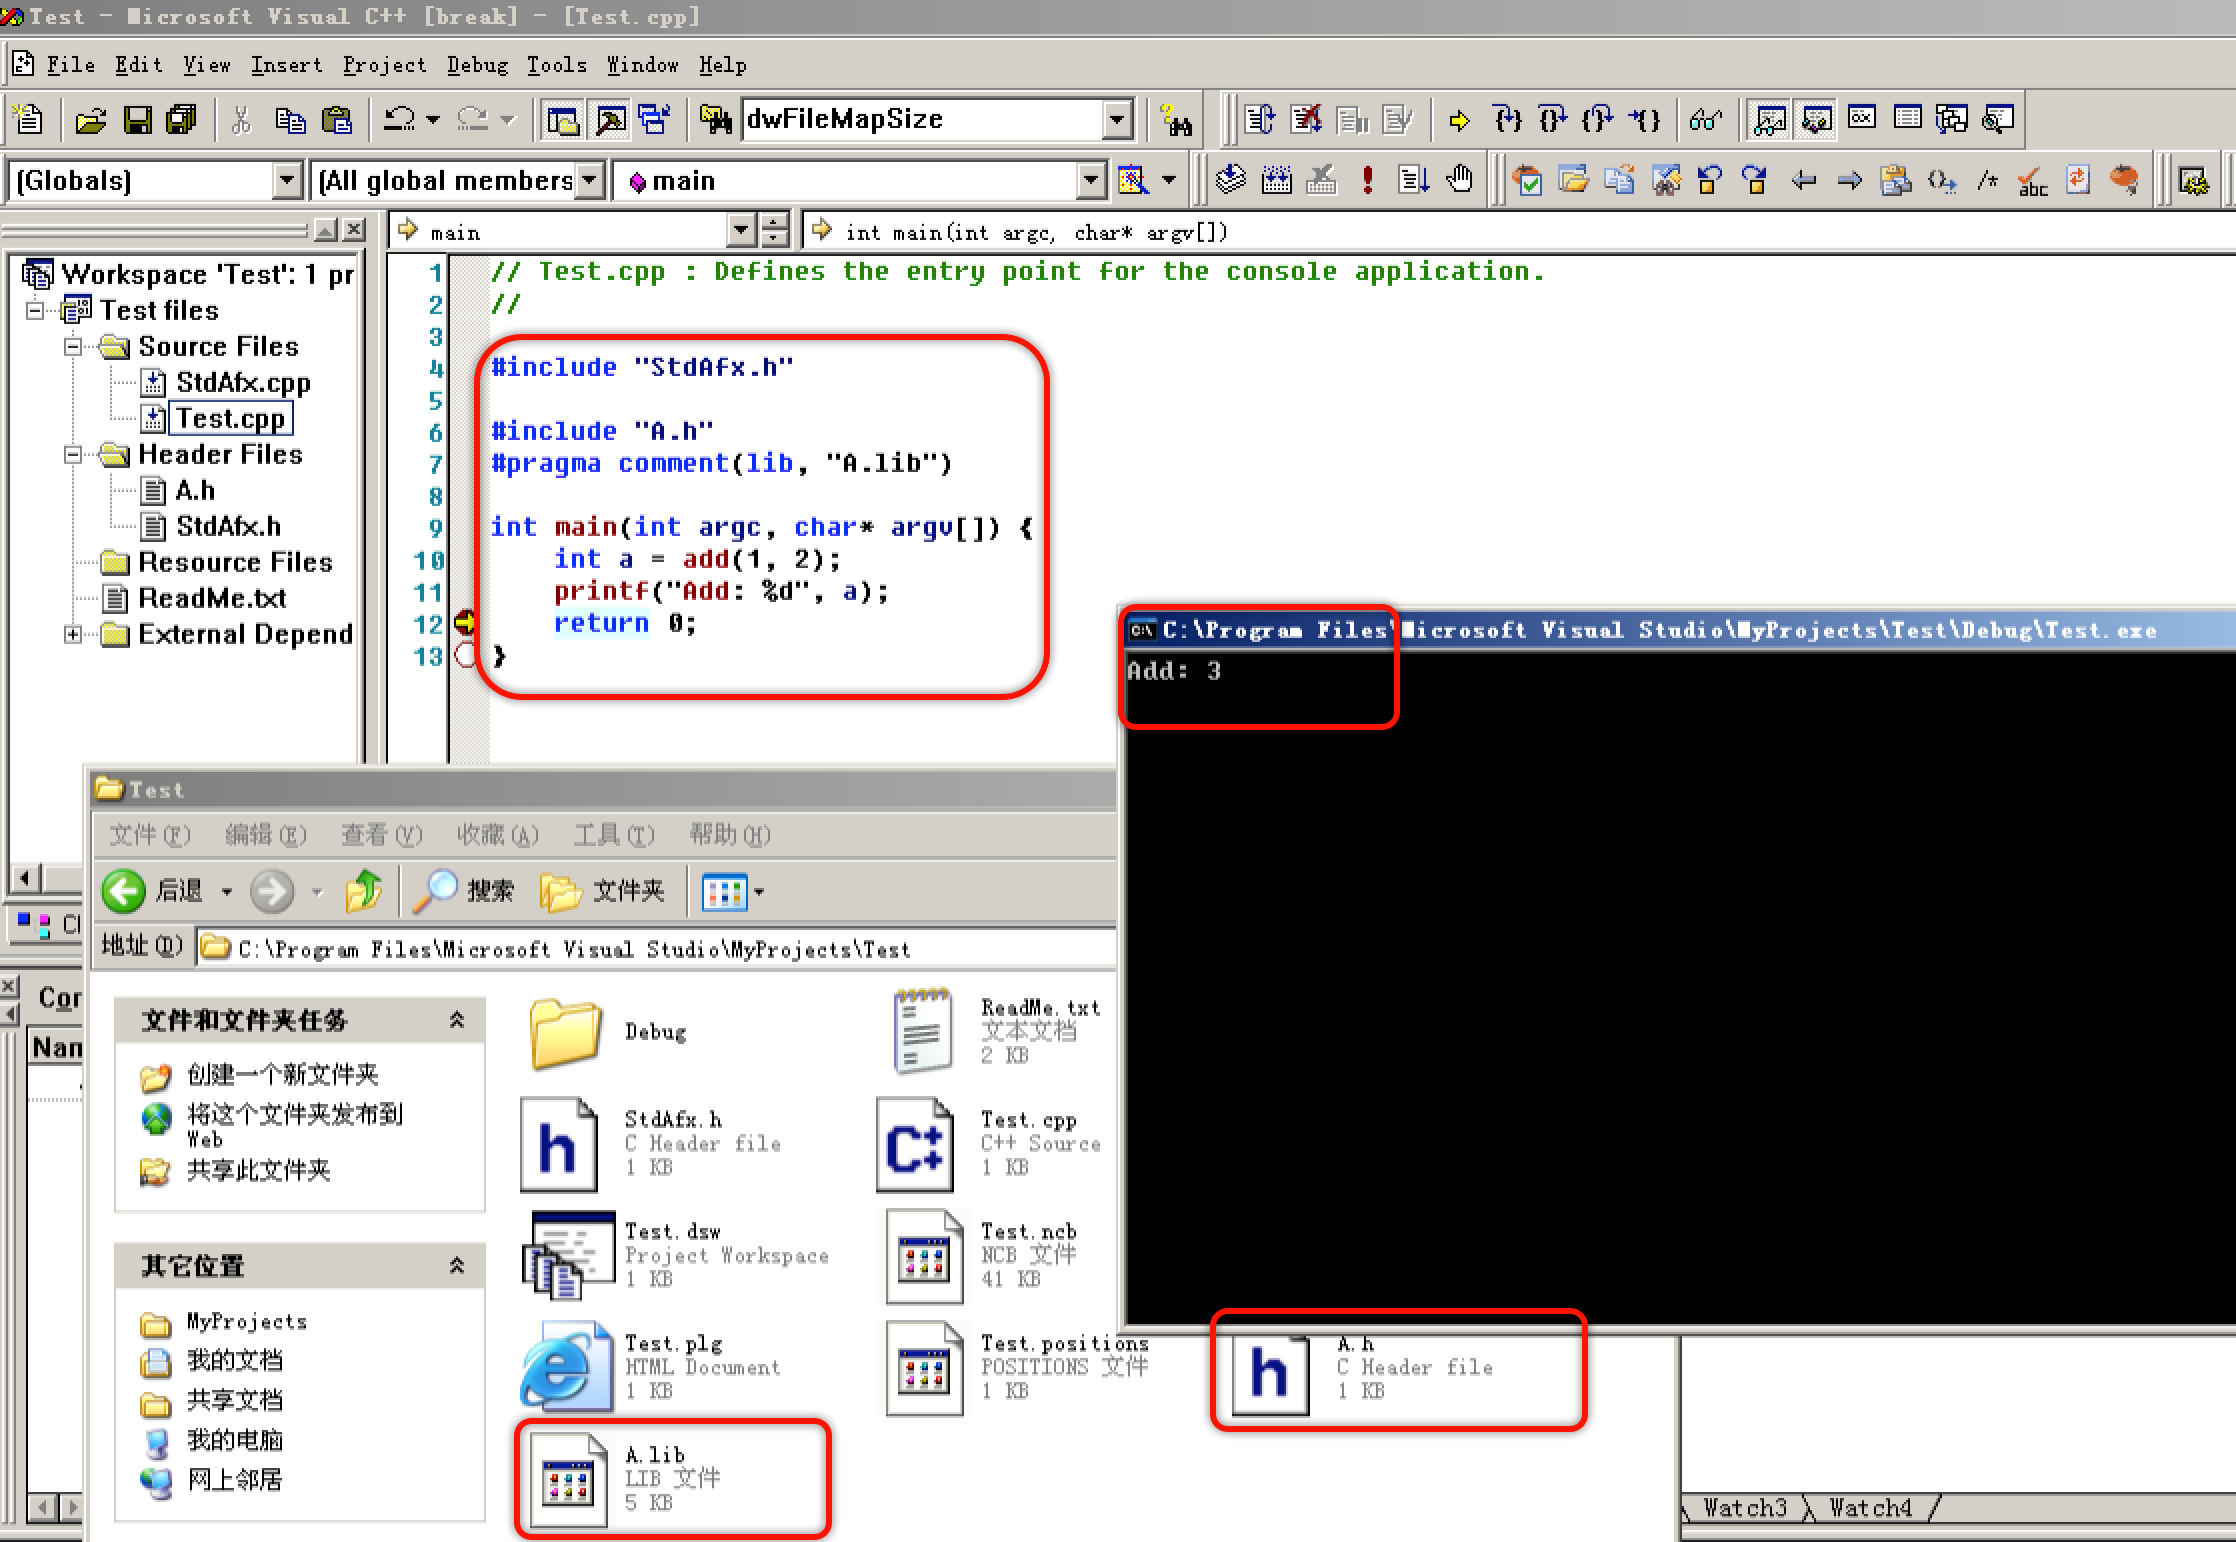 Test - Microsoft Visual C++ [break] - [Test.cpp]
File Edit View Insert Project Debug Tools Window Help
dwFileMapSize
(Globals)
(All global members
main
main
int main(int argc, char* argv[])
Workspace 'Test': 1 pr
Test files
Source Files
StdAfx.cpp
Test.cpp
Header Files
A.h
StdAfx.h
Resource Files
ReadMe.txt
External Depend
1 // Test.cpp : Defines the entry point for the console application.
2 //
3
4 #include "StdAfx.h"
5
6 #include "A.h"
7 #pragma comment(lib, "A.lib")
8
9 int main(int argc, char* argv[]) {
10 int a = add(1, 2);
11 printf("Add: %d", a);
12 return 0;
13 }
C:\Program Files\Microsoft Visual Studio\MyProjects\Test\Debug\Test.exe
Add: 3
Test
文件(F) 编辑(E) 查看(V) 收藏(A) 工具(T) 帮助(H)
后退
搜索
文件夹
地址(D)
C:\Program Files\Microsoft Visual Studio\MyProjects\Test
文件和文件夹任务
创建一个新文件夹
将这个文件夹发布到
Web
共享此文件夹
其它位置
MyProjects
我的文档
共享文档
我的电脑
网上邻居
Debug
ReadMe.txt
文本文档
2 KB
StdAfx.h
C Header file
1 KB
Test.cpp
C++ Source
1 KB
Test.dsw
Project Workspace
1 KB
Test.ncb
NCB 文件
41 KB
Test.plg
HTML Document
1 KB
Test.positions
POSITIONS 文件
1 KB
A.h
C Header file
1 KB
A.lib
LIB 文件
5 KB
Watch3
Watch4